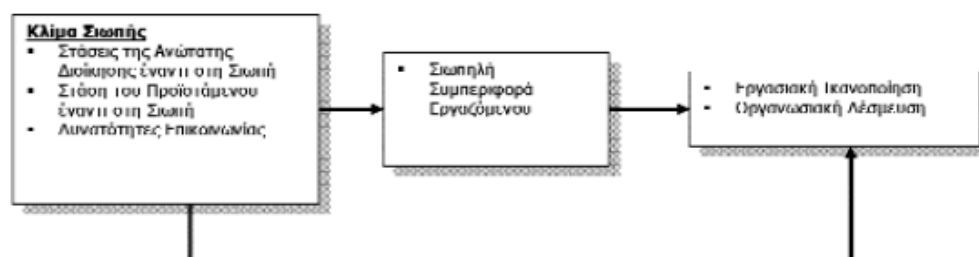 Κλίμα Σιωπής
▪ Στάσεις της Ανώτατης
Διοίκησης έναντι στη Σιωπή
▪ Στάση του Προϊστάμενου
έναντι στη Σιωπή
▪ Δυνατότητες Επικοινωνίας
▪ Σιωπηλή
Συμπεριφορά
Εργαζόμενου
▪ Εργασιακή Ικανοποίηση
▪ Οργανωσιακή Δέσμευση